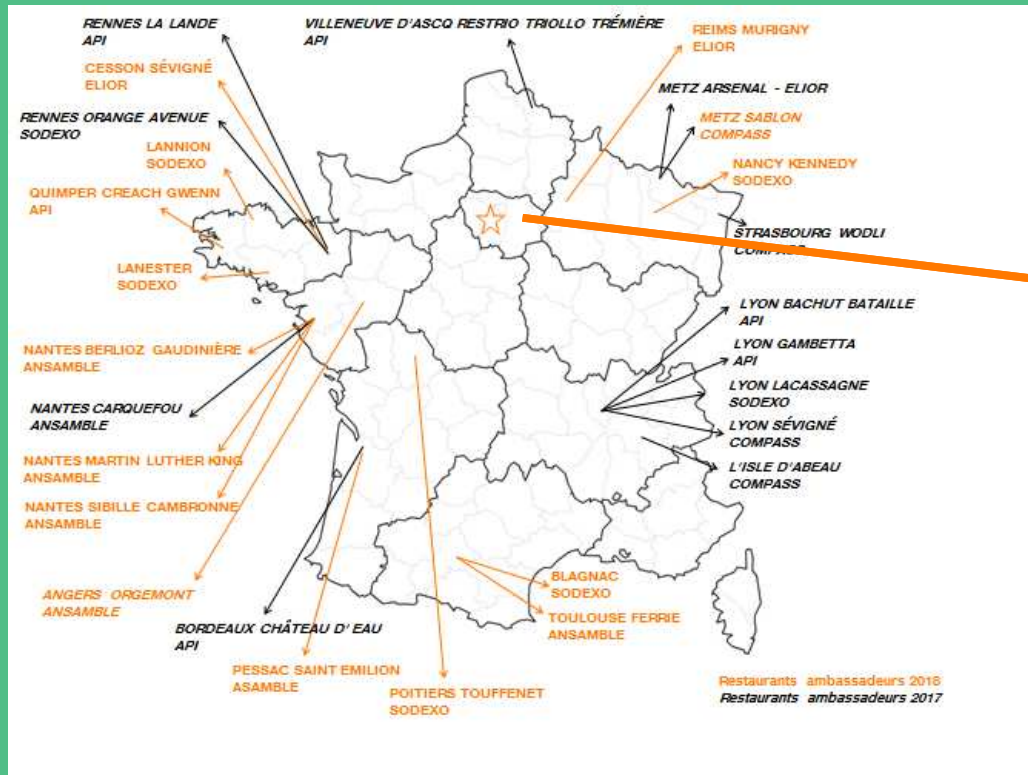 RENNES LA LANDE
API
VILLENEUVE D'ASCQ RESTRIO TRIOLLO TRÉMIÈRE
API
REIMS MURIGNY
ELIOR
CESSON SÉVIGNÉ
ELIOR
METZ ARSENAL - ELIOR
RENNES ORANGE AVENUE
SODEXO
METZ SABLON
COMPASS
LANNION
SODEXO
NANCY KENNEDY
SODEXO
QUIMPER CREACH GWENN
API
STRASBOURG WODLI
COMPASS
LANESTER
SODEXO
LYON BACHUT BATAILLE
API
LYON GAMBETTA
API
NANTES BERLIOZ GAUDINIÈRE
ANSAMBLE
LYON LACASSAGNE
SODEXO
NANTES CARQUEFOU
ANSAMBLE
LYON SÉVIGNÉ
COMPASS
NANTES MARTIN LUTHER KING
ANSAMBLE
L'ISLE D'ABEAU
COMPASS
NANTES SIBILLE CAMBRONNE
ANSAMBLE
BLAGNAC
SODEXO
ANGERS ORGEMONT
ANSAMBLE
TOULOUSE FERRIE
ANSAMBLE
BORDEAUX CHÂTEAU D'EAU
API
PESSAC SAINT EMILION
ASAMBLE
POITIERS TOUFFENET
SODEXO
Restaurants ambassadeurs 2018
Restaurants ambassadeurs 2017